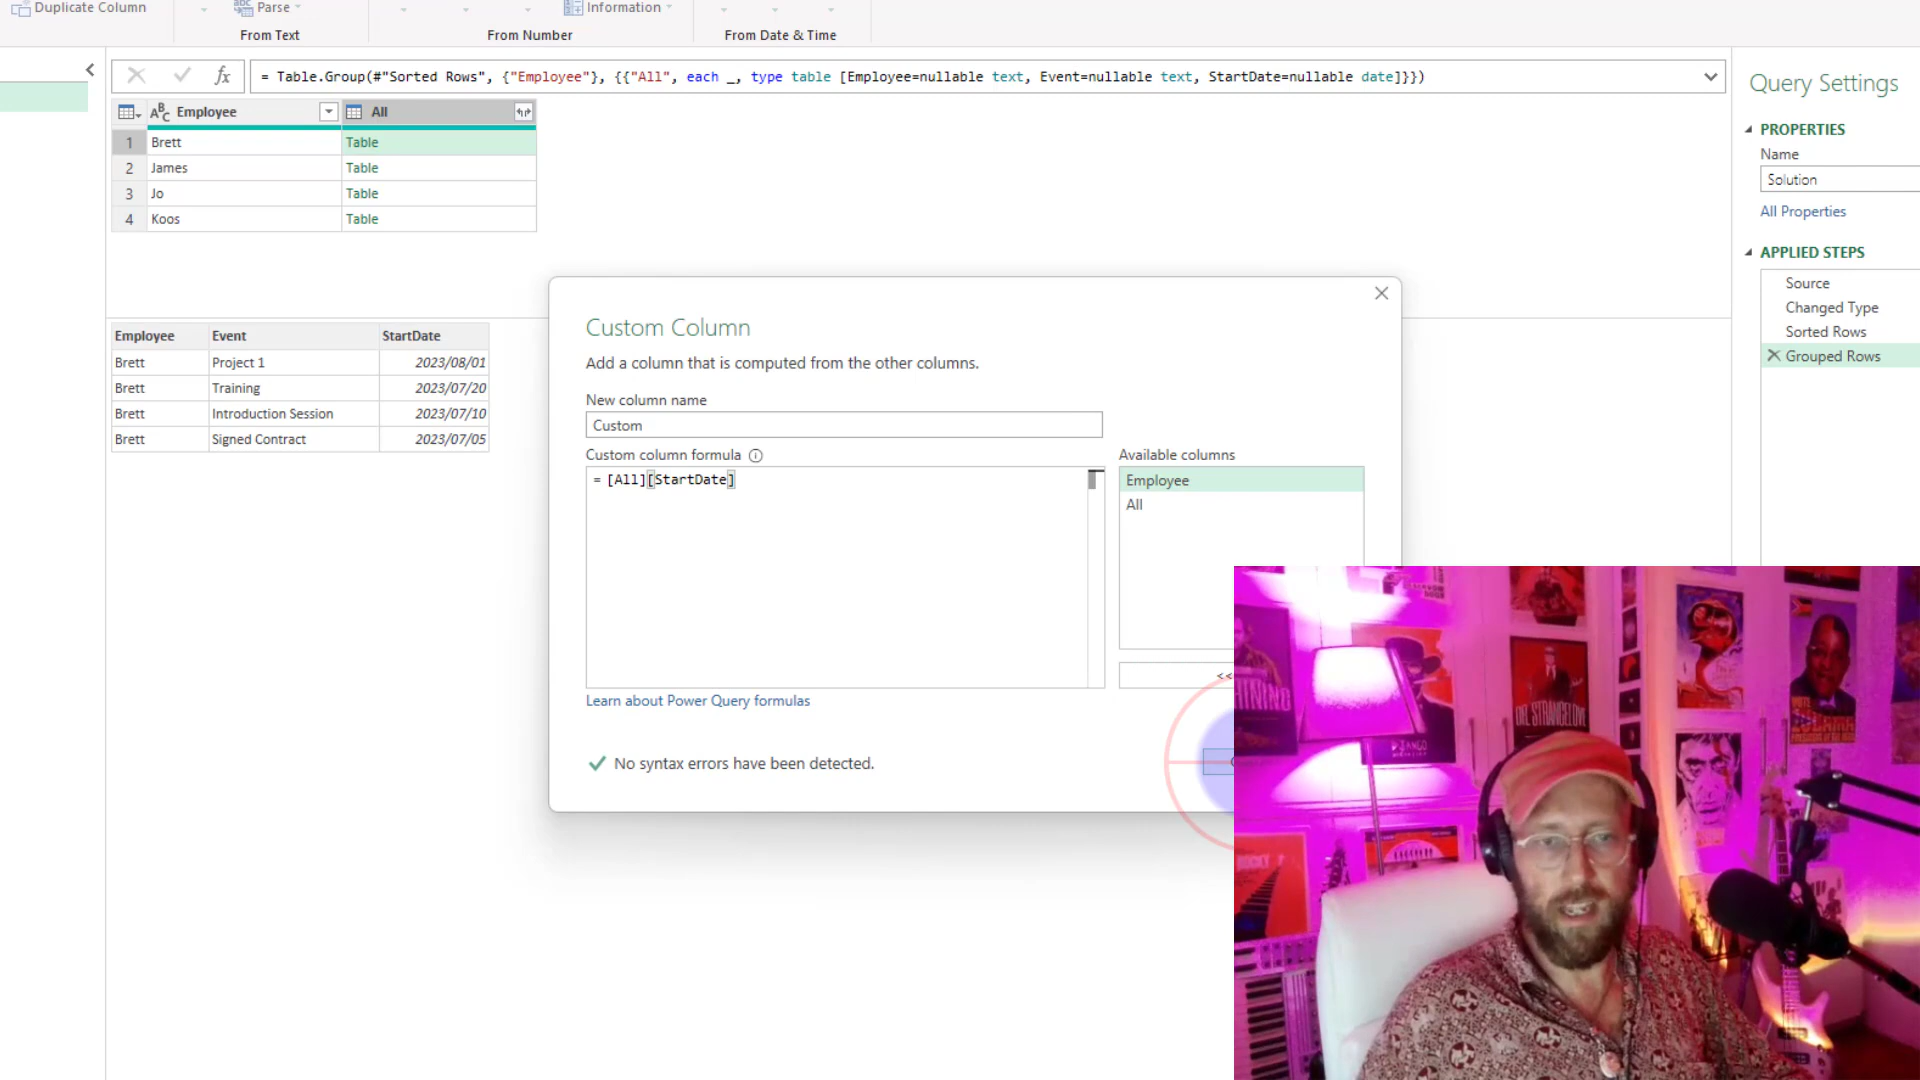 Duplicate Column
Parse
Information
From Text
From Number
From Date & Time
= Table.Group(#"Sorted Rows", {"Employee"}, {{"All", each _, type table [Employee=nullable text, Event=nullable text, StartDate=nullable date]}})
Employee All
1 Brett Table
2 James Table
3 Jo Table
4 Koos Table
Employee Event StartDate
Brett Project 1 2023/08/01
Brett Training 2023/07/20
Brett Introduction Session 2023/07/10
Brett Signed Contract 2023/07/05
Custom Column
Add a column that is computed from the other columns.
New column name
Custom
Custom column formula
= [All][StartDate]
Available columns
Employee
All
<<
Learn about Power Query formulas
No syntax errors have been detected.
Query Settings
PROPERTIES
Name
Solution
All Properties
APPLIED STEPS
Source
Changed Type
Sorted Rows
Grouped Rows
DJANGO